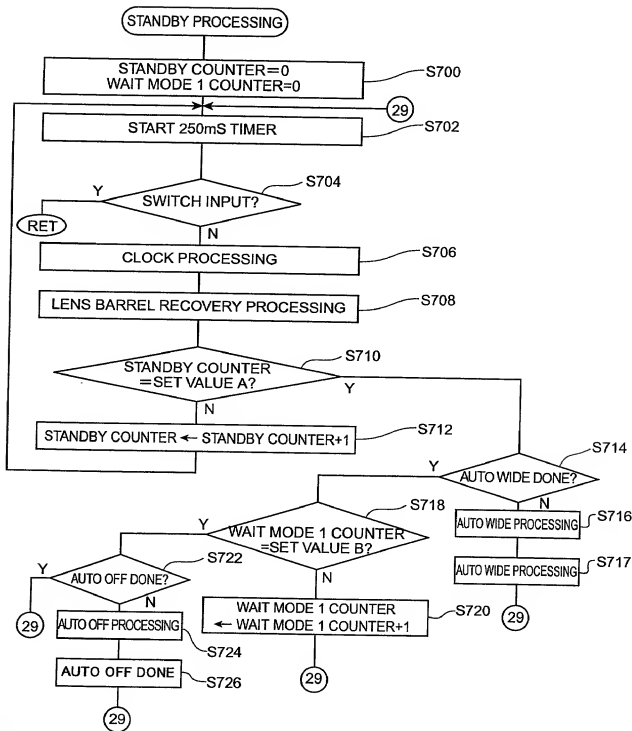 STANDBY PROCESSING
STANDBY COUNTER=0
WAIT MODE 1 COUNTER=0
S700
29
START 250mS TIMER
S702
S704
Y
SWITCH INPUT?
RET
N
CLOCK PROCESSING
S706
LENS BARREL RECOVERY PROCESSING
S708
S710
STANDBY COUNTER
=SET VALUE A?
Y
N
STANDBY COUNTER ← STANDBY COUNTER+1
S712
S714
Y
AUTO WIDE DONE?
N
S718
Y
WAIT MODE 1 COUNTER
=SET VALUE B?
AUTO WIDE PROCESSING
S716
S722
Y
AUTO OFF DONE?
N
AUTO WIDE PROCESSING
S717
N
29
29
WAIT MODE 1 COUNTER
← WAIT MODE 1 COUNTER+1
S720
AUTO OFF PROCESSING
S724
29
AUTO OFF DONE
S726
29